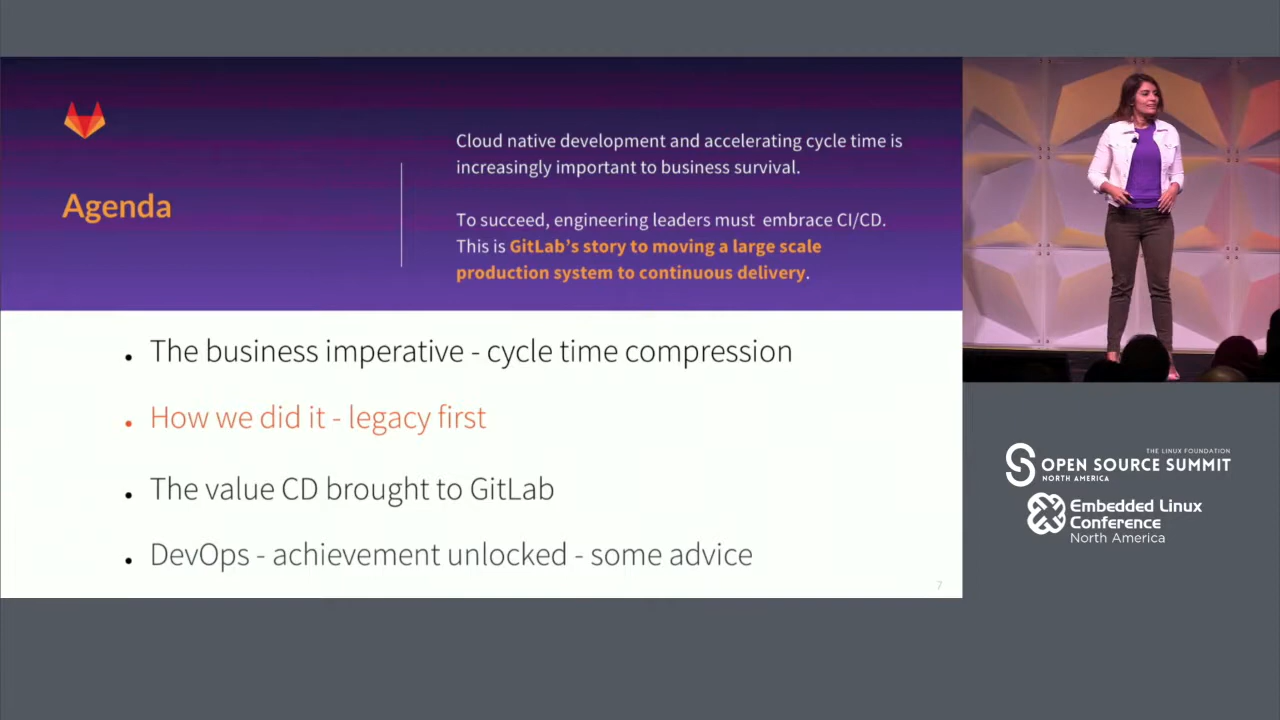 Agenda
Cloud native development and accelerating cycle time is
increasingly important to business survival.
To succeed, engineering leaders must embrace CI/CD.
This is GitLab's story to moving a large scale
production system to continuous delivery.
The business imperative - cycle time compression
How we did it - legacy first
The value CD brought to GitLab
DevOps - achievement unlocked - some advice
7
THE LINUX FOUNDATION
OPEN SOURCE SUMMIT
NORTH AMERICA
Embedded Linux
Conference
North America